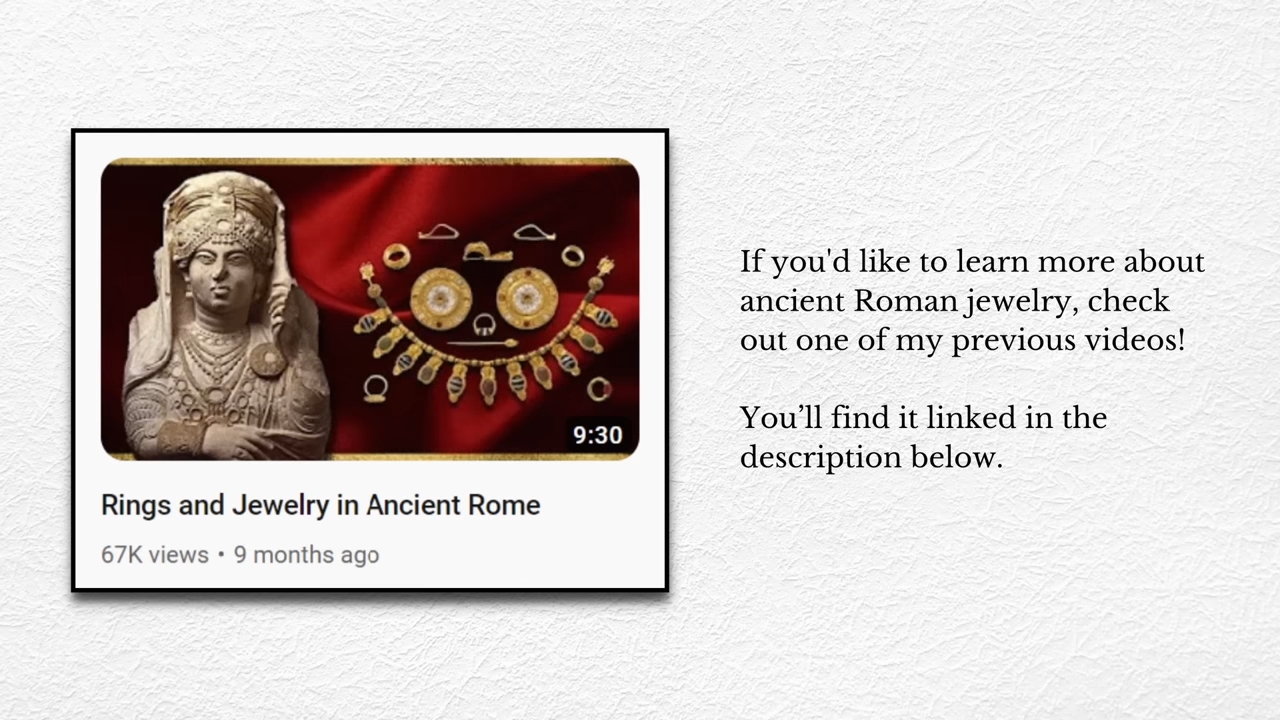 9:30
Rings and Jewelry in Ancient Rome
67K views • 9 months ago
If you'd like to learn more about
ancient Roman jewelry, check
out one of my previous videos!
You’ll find it linked in the
description below.